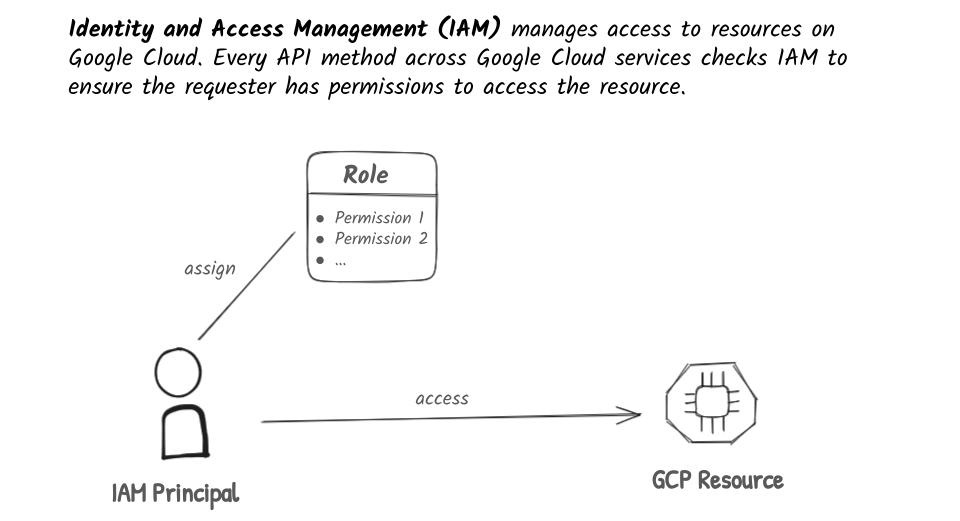 Identity and Access Management (IAM) manages access to resources on
Google Cloud. Every API method across Google Cloud services checks IAM to
ensure the requester has permissions to access the resource.
Role
• Permission 1
• Permission 2
• ...
assign
access
GCP Resource
IAM Principal